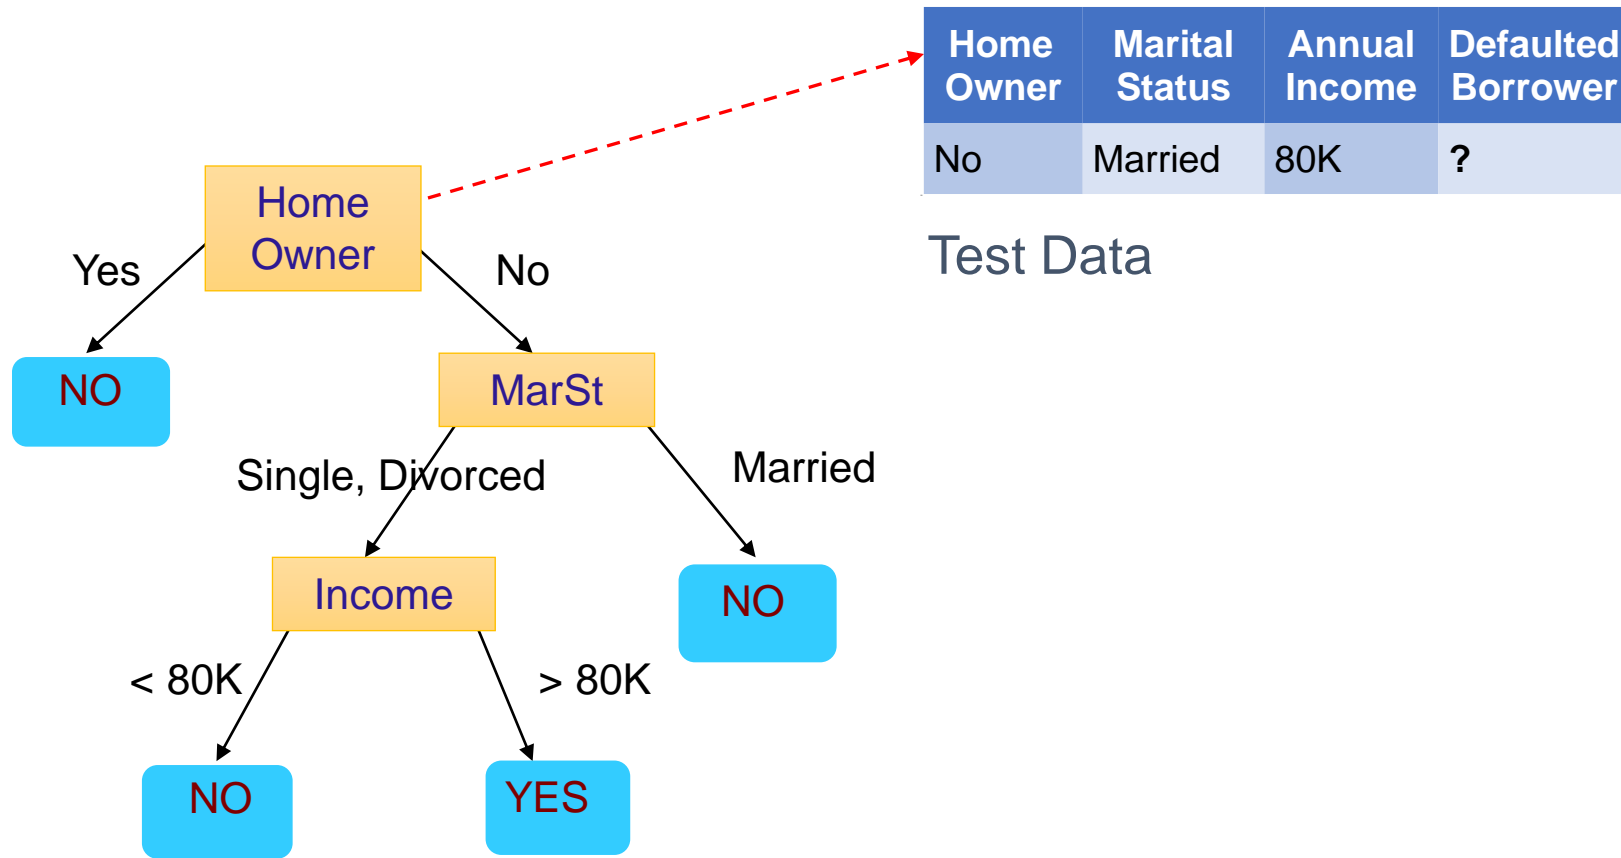 Home Owner
Marital Status
Annual Income
Defaulted Borrower
No Married 80K ?
Test Data
Home
Owner
Yes
No
NO
MarSt
Single, Divorced
Married
Income
NO
< 80K
> 80K
NO
YES